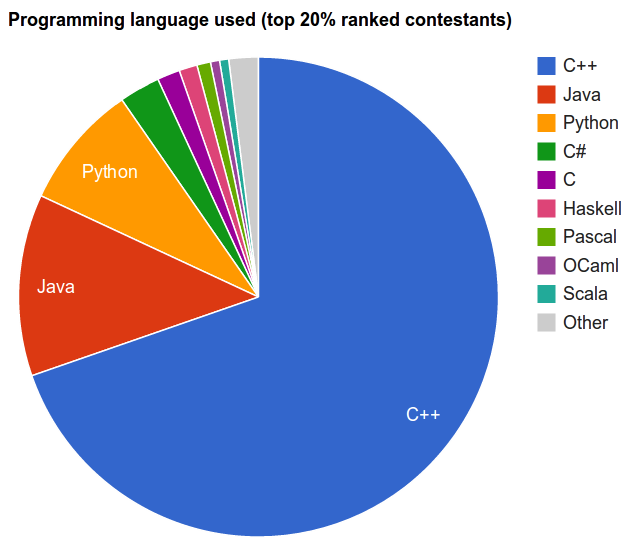 Programming language used (top 20% ranked contestants)
C++
Java
Python
C#
C
Haskell
Pascal
OCaml
Scala
Other
Python
Java
C++